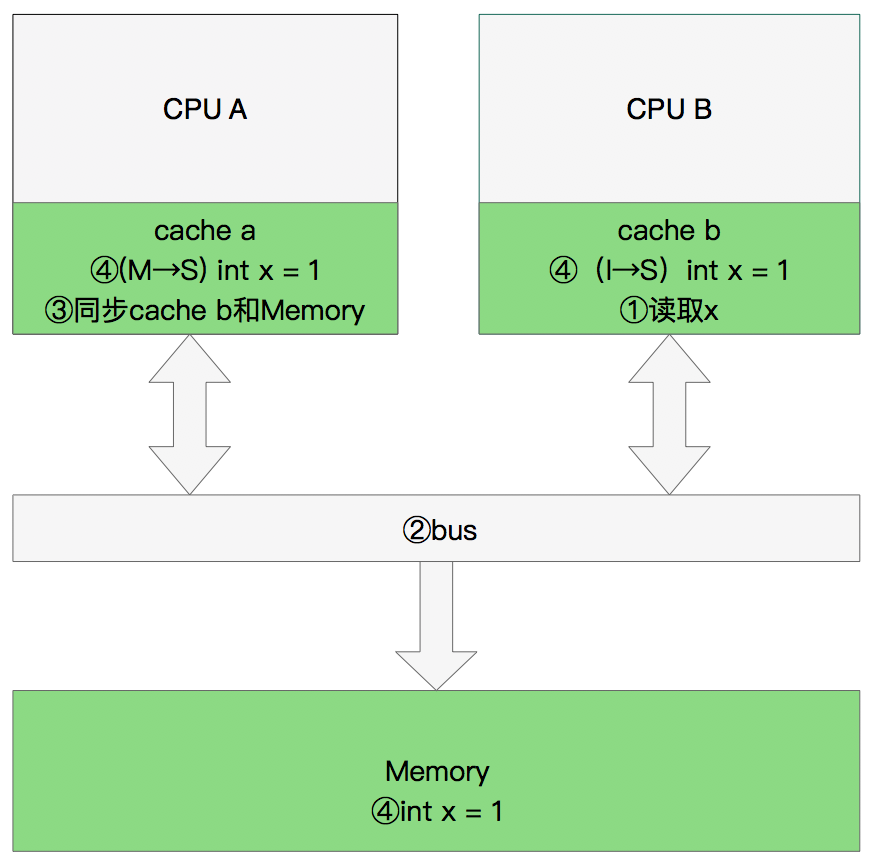 CPU A
cache a
④(M→S) int x = 1
③同步cache b和Memory
CPU B
cache b
④（I→S）int x = 1
①读取x
②bus
Memory
④int x = 1